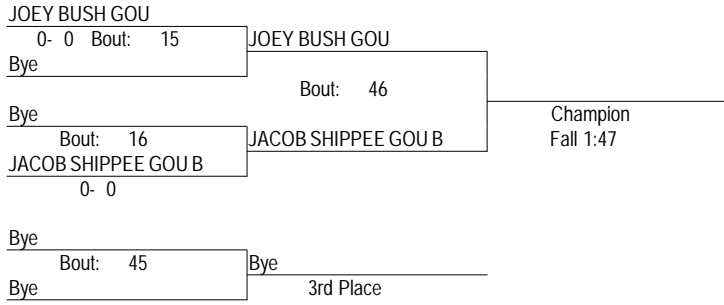 JOEY BUSH GOU
0- 0 Bout: 15
JOEY BUSH GOU
Bye
Bout: 46
Bye
Champion
Bout: 16
JACOB SHIPPEE GOU B
Fall 1:47
JACOB SHIPPEE GOU B
0- 0
Bye
Bout: 45
Bye
Bye
3rd Place